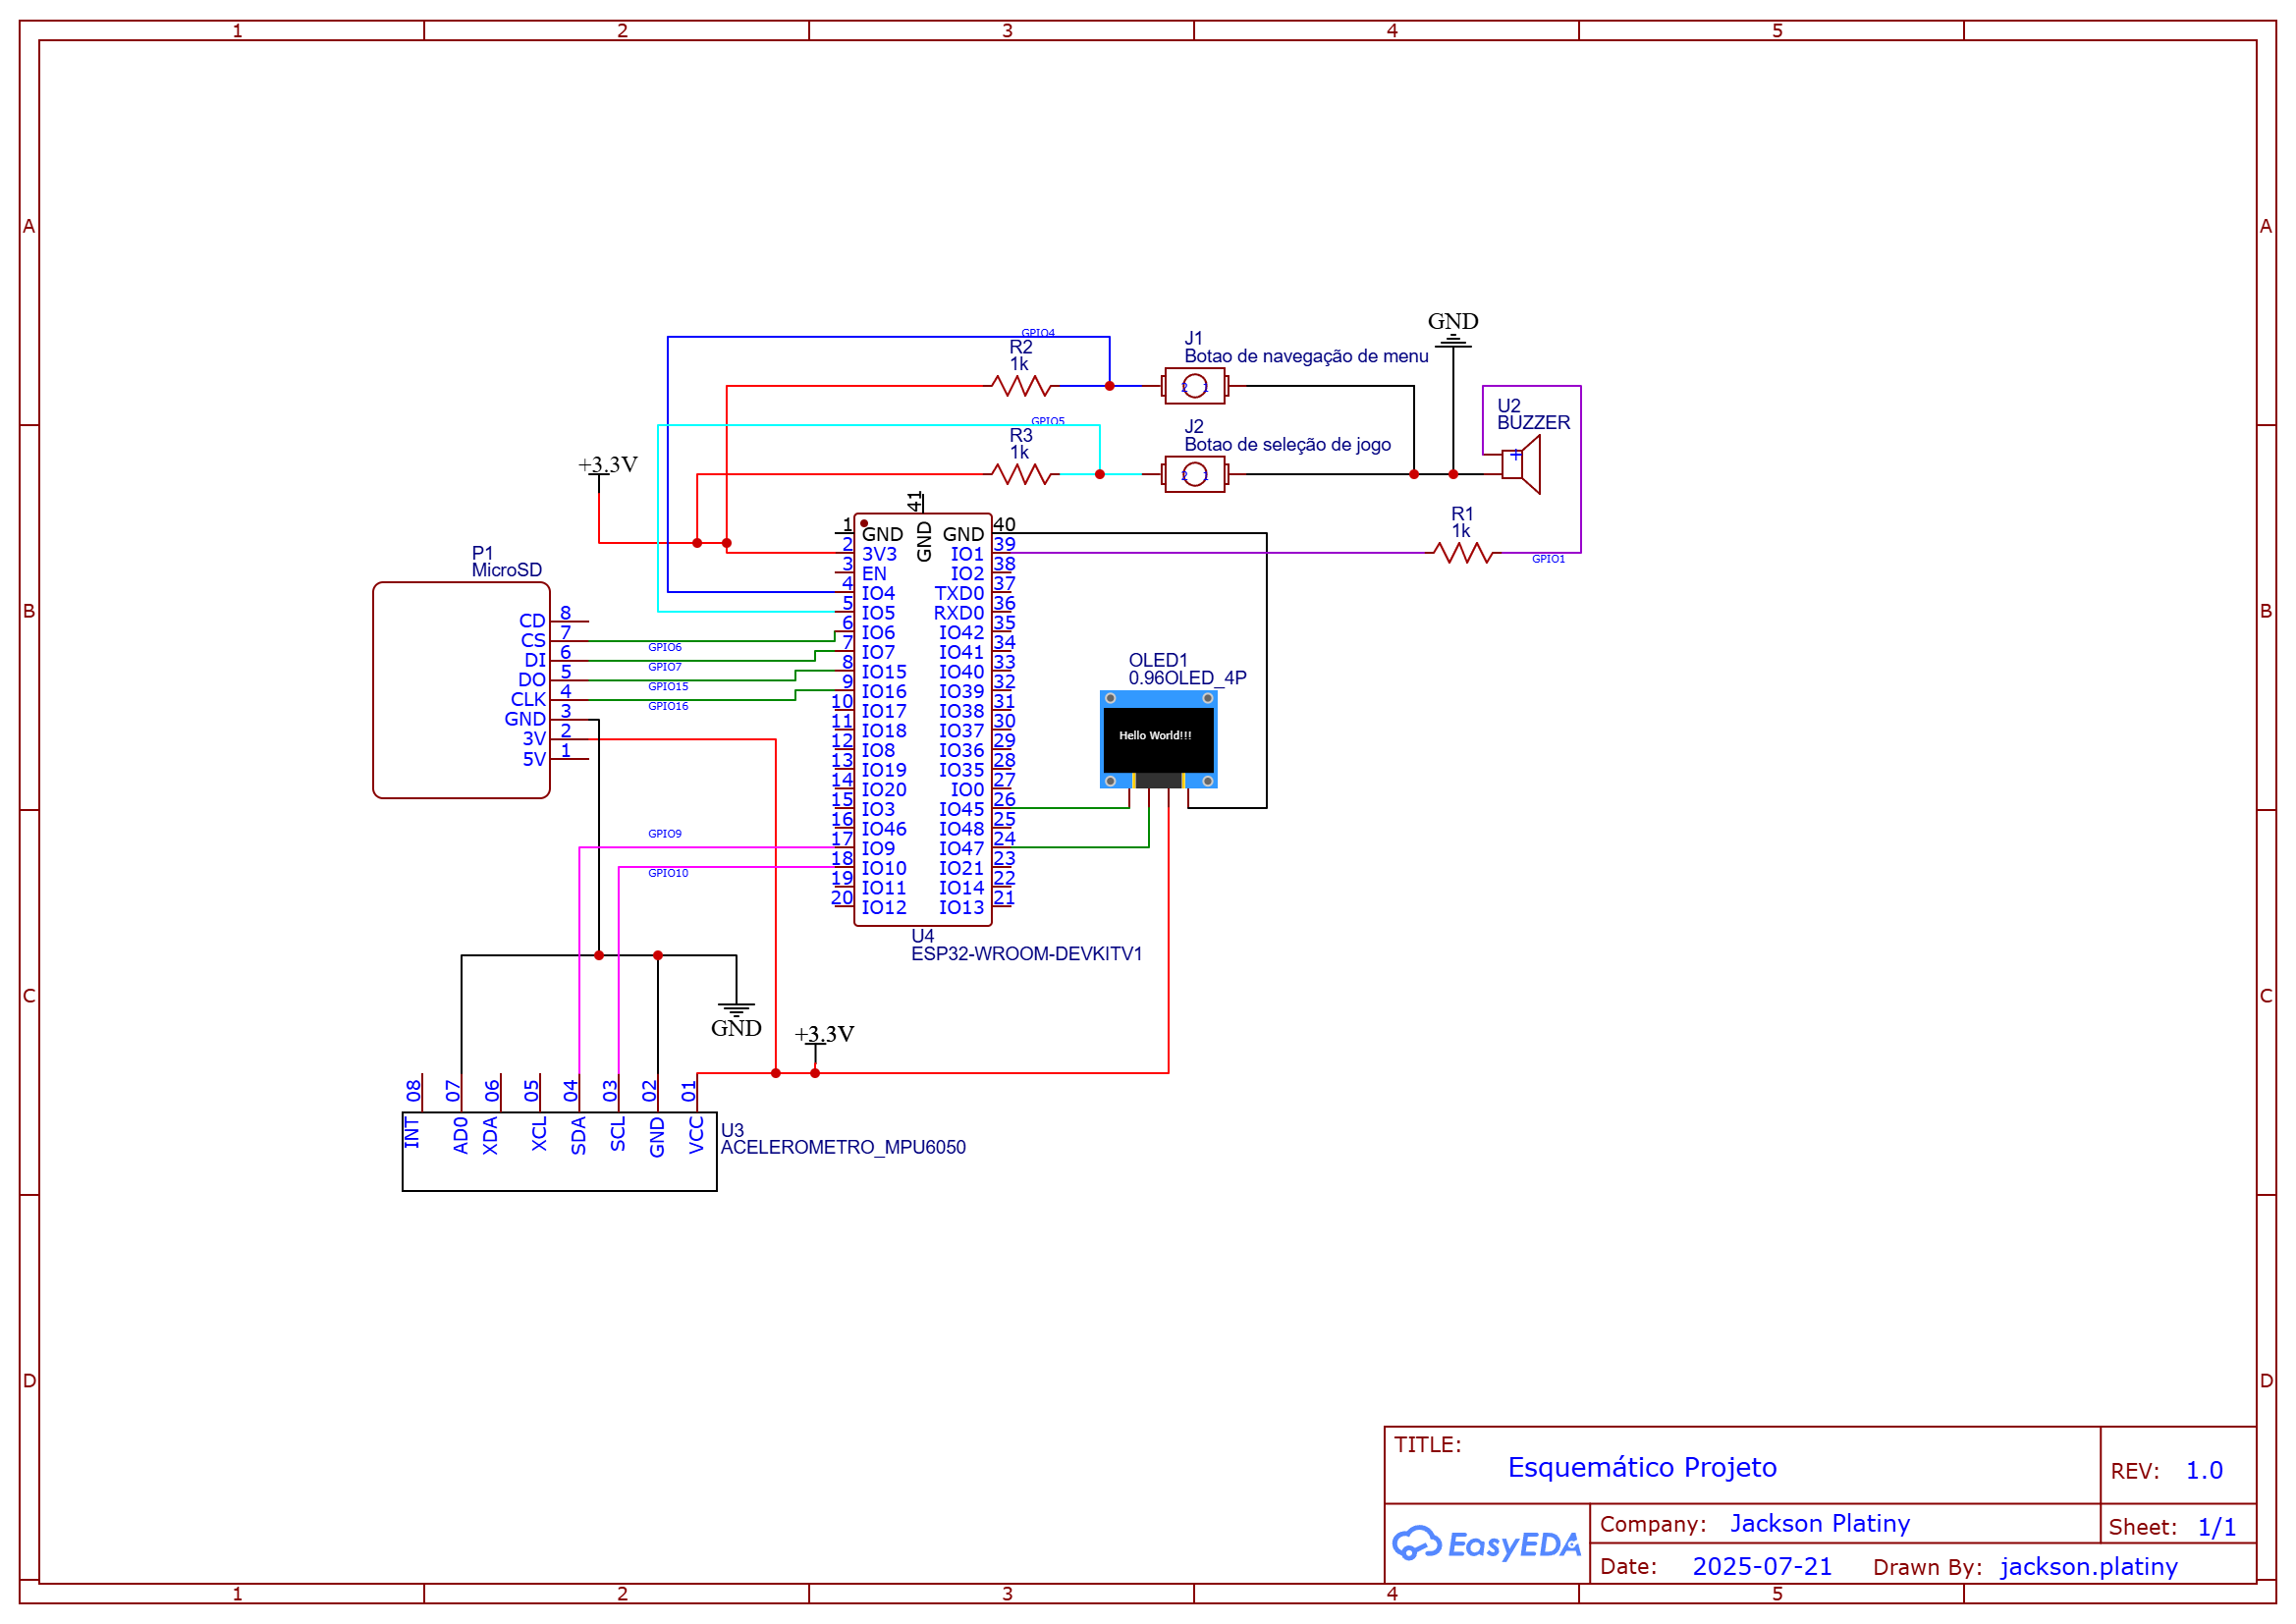 1 2 3 4 5
A A
B B
C C
D D
GPIO4
R2
1k
J1
Botao de navegação de menu
2 1
GND
GPIO5
R3
1k
J2
Botao de seleção de jogo
2 1
U2
BUZZER
+
+3.3V
R1
1k
GPIO1
P1
MicroSD
CD 8
CS 7
DI 6
DO 5
CLK 4
GND 3
3V 2
5V 1
GPIO6
GPIO7
GPIO15
GPIO16
GPIO9
GPIO10
41
GND
1 GND GND 40
2 3V3 IO1 39
3 EN IO2 38
4 IO4 TXD0 37
5 IO5 RXD0 36
6 IO6 IO42 35
7 IO7 IO41 34
8 IO15 IO40 33
9 IO16 IO39 32
10 IO17 IO38 31
11 IO18 IO37 30
12 IO8 IO36 29
13 IO19 IO35 28
14 IO20 IO0 27
15 IO3 IO45 26
16 IO46 IO48 25
17 IO9 IO47 24
18 IO10 IO21 23
19 IO11 IO14 22
20 IO12 IO13 21
U4
ESP32-WROOM-DEVKITV1
OLED1
0.96OLED_4P
Hello World!!!
GND
+3.3V
08 07 06 05 04 03 02 01
INT AD0 XDA XCL SDA SCL GND VCC
U3
ACELEROMETRO_MPU6050
TITLE:
Esquemático Projeto
REV: 1.0
EasyEDA
Company: Jackson Platiny
Sheet: 1/1
Date: 2025-07-21 Drawn By: jackson.platiny
1 2 3 4 5